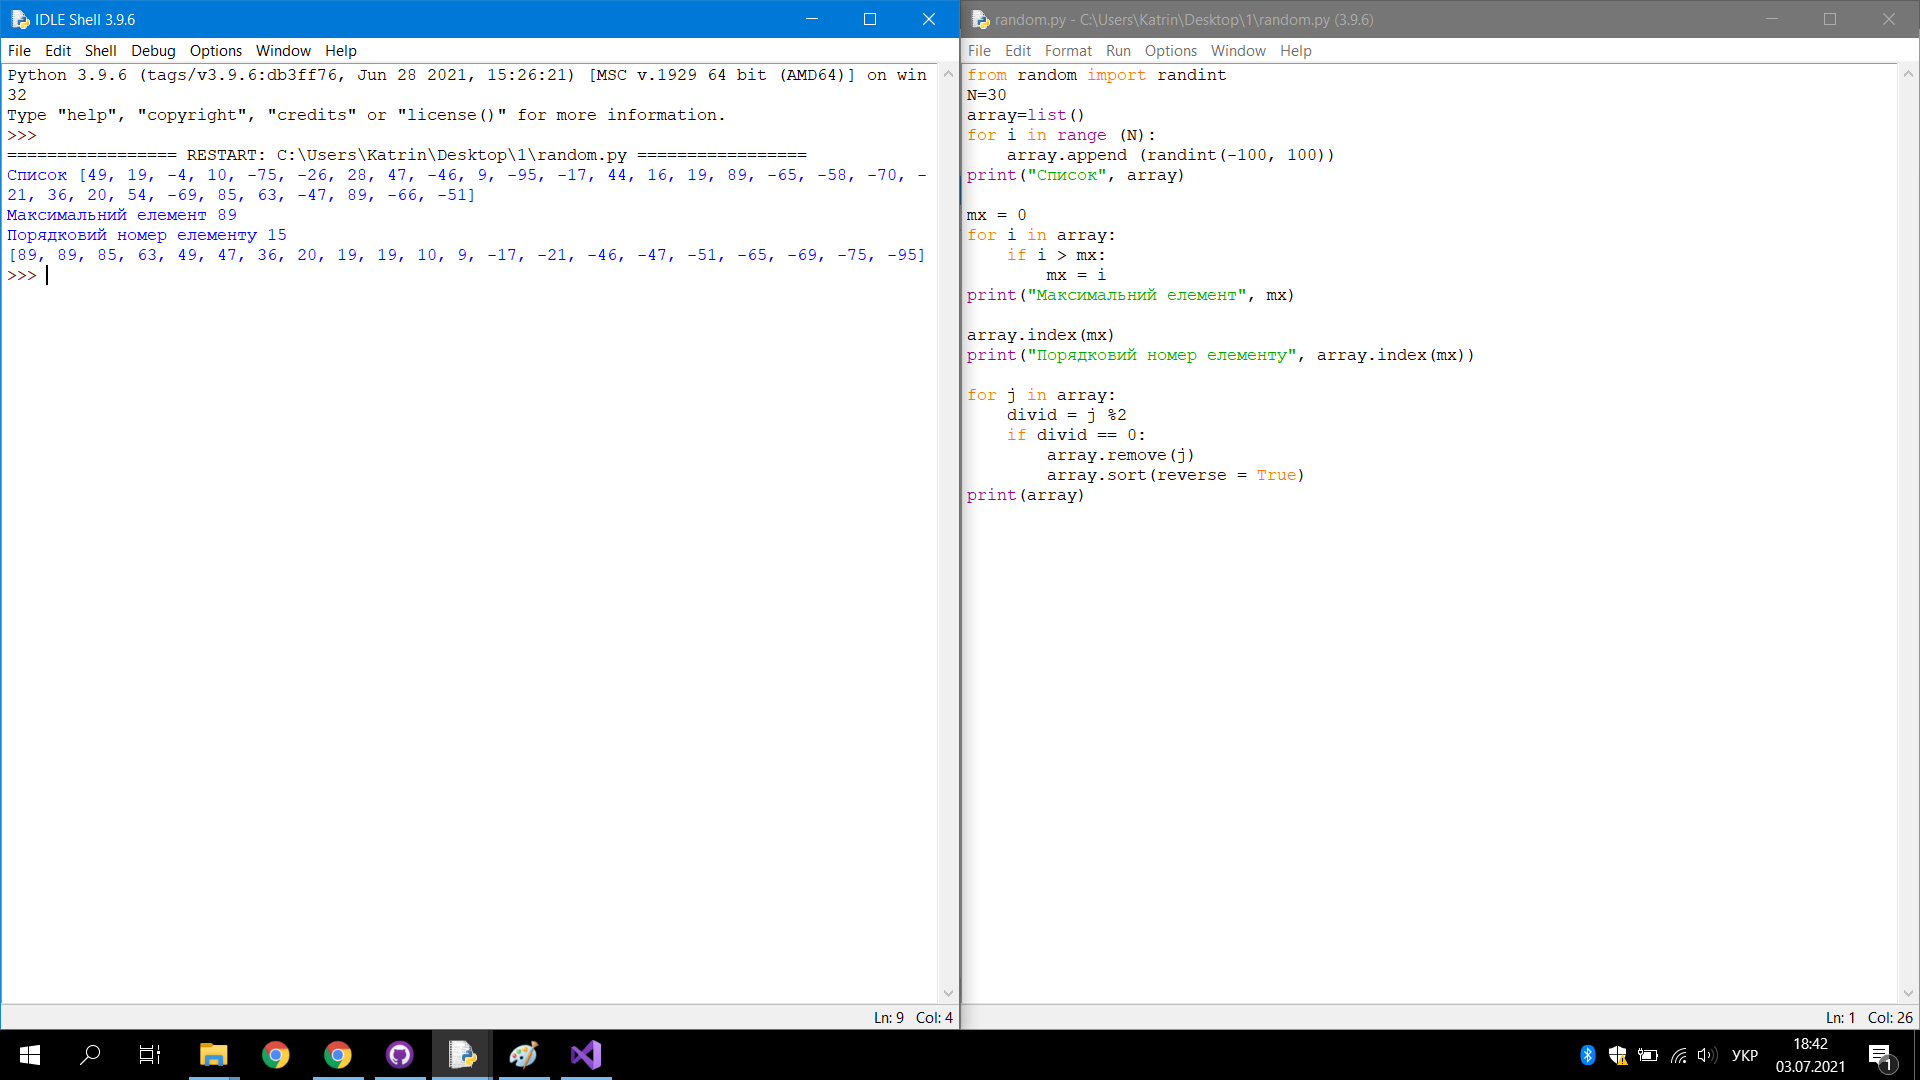 IDLE Shell 3.9.6
File Edit Shell Debug Options Window Help
Python 3.9.6 (tags/v3.9.6:db3ff76, Jun 28 2021, 15:26:21) [MSC v.1929 64 bit (AMD64)] on win
32
Type "help", "copyright", "credits" or "license()" for more information.
>>>
================= RESTART: C:\Users\Katrin\Desktop\1\random.py =================
Список [49, 19, -4, 10, -75, -26, 28, 47, -46, 9, -95, -17, 44, 16, 19, 89, -65, -58, -70, -
21, 36, 20, 54, -69, 85, 63, -47, 89, -66, -51]
Максимальний елемент 89
Порядковий номер елементу 15
[89, 89, 85, 63, 49, 47, 36, 20, 19, 19, 10, 9, -17, -21, -46, -47, -51, -65, -69, -75, -95]
>>>
Ln: 9 Col: 4
random.py - C:\Users\Katrin\Desktop\1\random.py (3.9.6)
File Edit Format Run Options Window Help
from random import randint
N=30
array=list()
for i in range (N):
    array.append (randint(-100, 100))
print("Список", array)
mx = 0
for i in array:
    if i > mx:
        mx = i
print("Максимальний елемент", mx)
array.index(mx)
print("Порядковий номер елементу", array.index(mx))
for j in array:
    divid = j %2
    if divid == 0:
        array.remove(j)
        array.sort(reverse = True)
print(array)
Ln: 1 Col: 26
УКР
18:42
03.07.2021
1